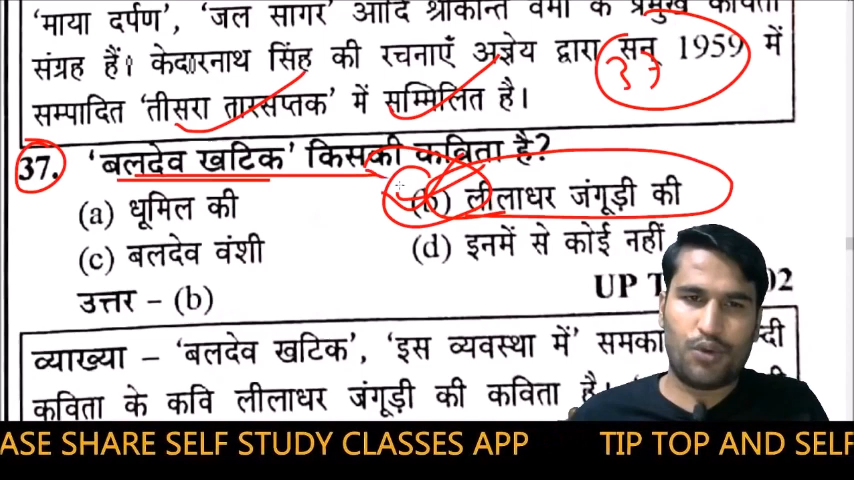 'माया दर्पण', 'जल सागर' आदि श्रीकान्त वर्मा के प्रमुख कविता
संग्रह हैं। केदारनाथ सिंह की रचनाएँ अज्ञेय द्वारा सन् 1959 में
37
सम्पादित 'तीसरा तारसप्तक' में सम्मिलित है।
37. 'बलदेव खटिक' किसकी कविता है?
(a) धूमिल की (b) लीलाधर जंगूड़ी की
(c) बलदेव वंशी (d) इनमें से कोई नहीं
उत्तर – (b) UP
व्याख्या – 'बलदेव खटिक', 'इस व्यवस्था में'
कविता के कवि लीलाधर जंगूड़ी की कविता है।
ASE SHARE SELF STUDY CLASSES APP TIP TOP AND SELF